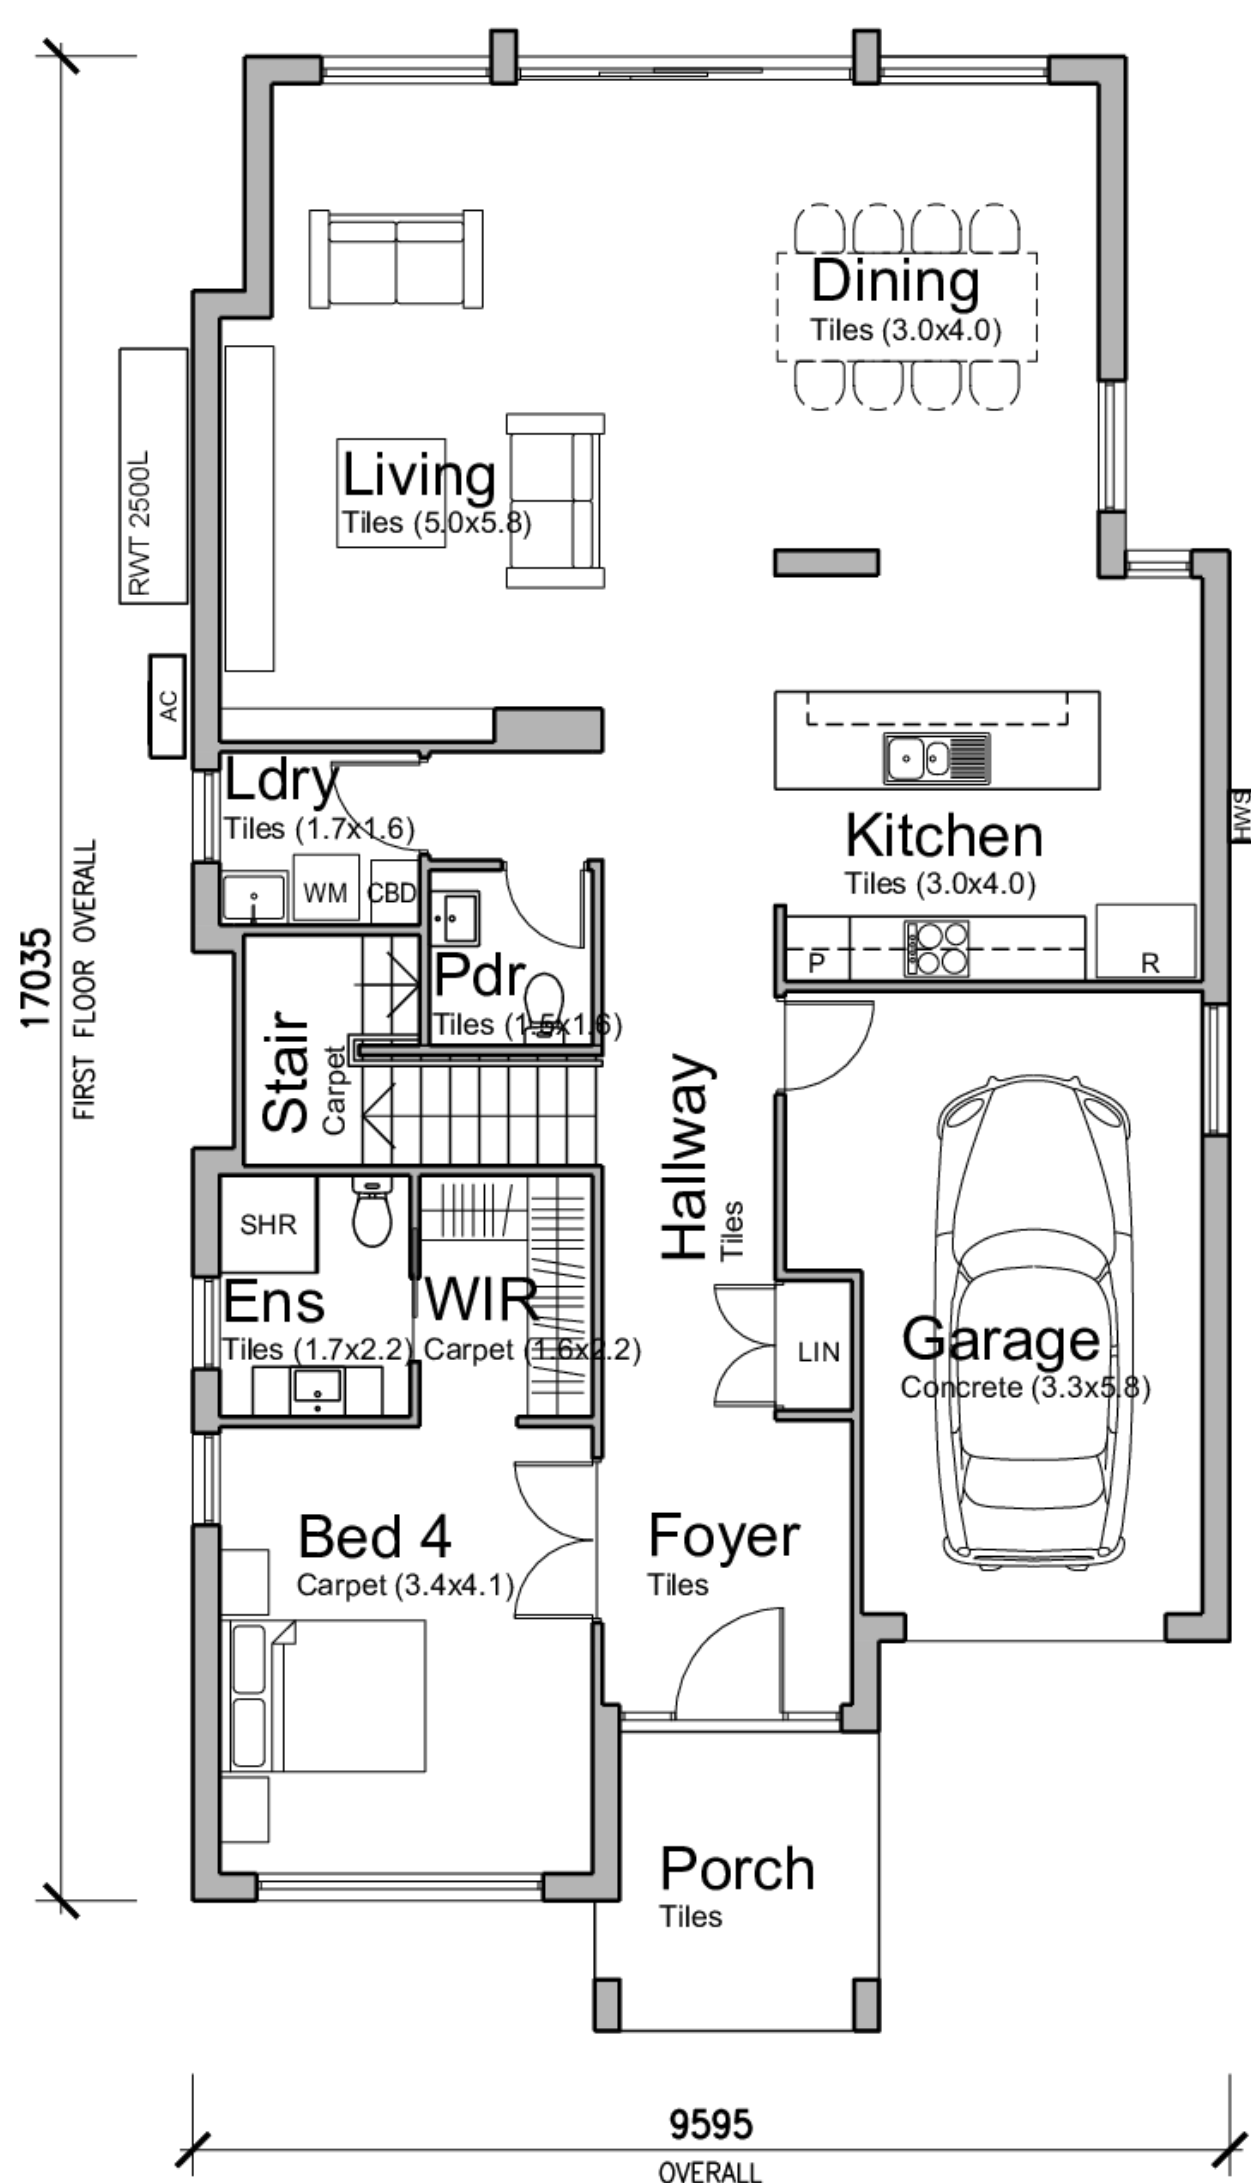 Dining
Tiles (3.0x4.0)
Living
Tiles (5.0x5.8)
RWT 2500L
AC
Ldry
Tiles (1.7x1.6)
WM
CBD
Kitchen
Tiles (3.0x4.0)
HWS
P
R
Pdr
Tiles (1.5x1.6)
17035
FIRST FLOOR OVERALL
Stair
Carpet
Hallway
Tiles
SHR
Ens
Tiles (1.7x2.2)
WIR
Carpet (1.6x2.2)
LIN
Garage
Concrete (3.3x5.8)
Bed 4
Carpet (3.4x4.1)
Foyer
Tiles
Porch
Tiles
9595
OVERALL